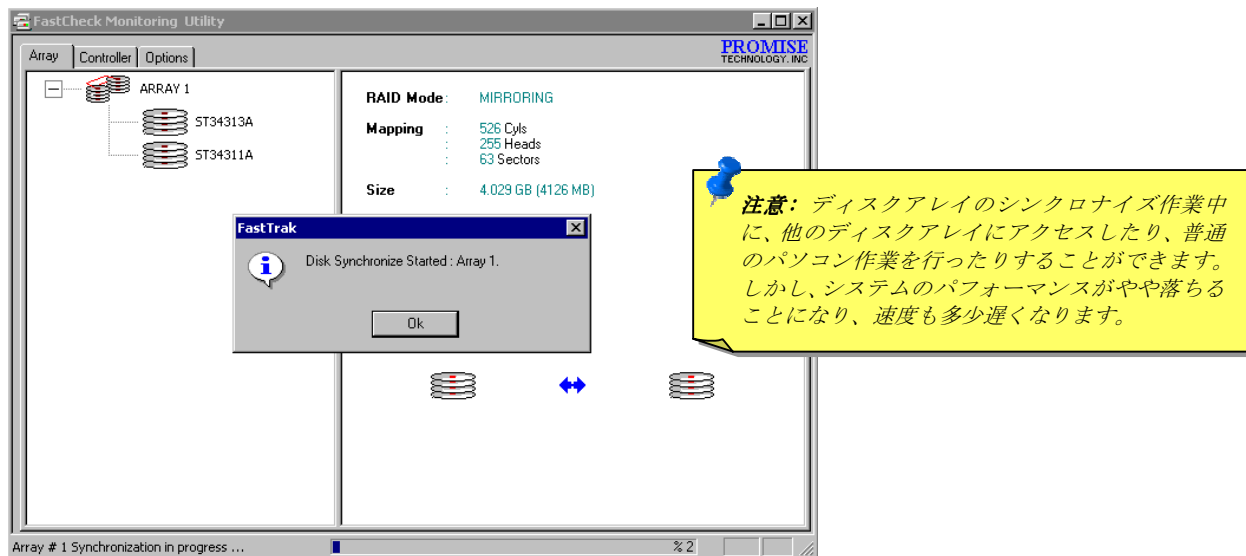 FastCheck Monitoring Utility
Array Controller Options
PROMISE
TECHNOLOGY, INC
ARRAY 1
ST34313A
ST34311A
RAID Mode: MIRRORING
Mapping : 526 Cyls
: 255 Heads
: 63 Sectors
Size : 4.029 GB (4126 MB)
FastTrak
Disk Synchronize Started : Array 1.
Ok
注意：ディスクアレイのシンクロナイズ作業中
に、他のディスクアレイにアクセスしたり、普通
のパソコン作業を行ったりすることができます。
しかし、システムのパフォーマンスがやや落ちる
ことになり、速度も多少遅くなります。
Array # 1 Synchronization in progress ... % 2